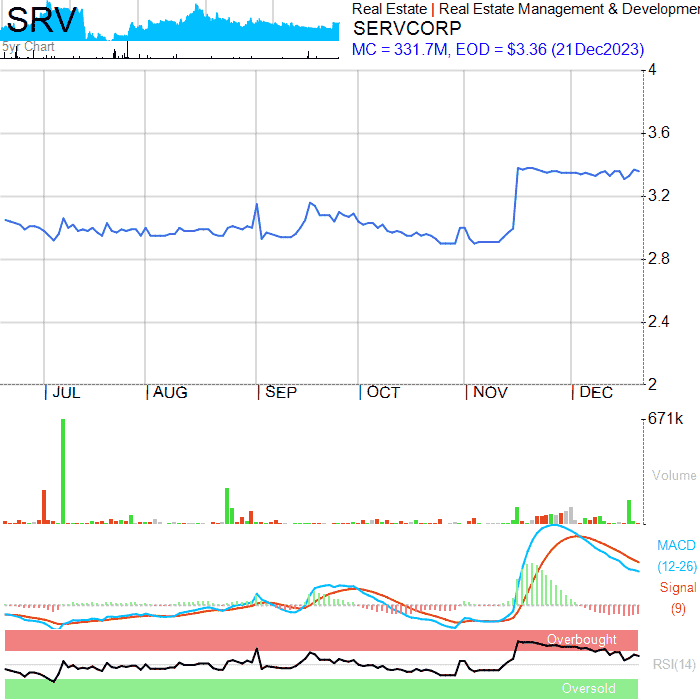 SRV
5yr Chart
Real Estate | Real Estate Management & Developmen
SERVCORP
MC = 331.7M, EOD = $3.36 (21Dec2023)
4
3.6
3.2
2.8
2.4
2
JUL
AUG
SEP
OCT
NOV
DEC
671k
Volume
MACD
(12-26)
Signal
(9)
Overbought
RSI(14)
Oversold